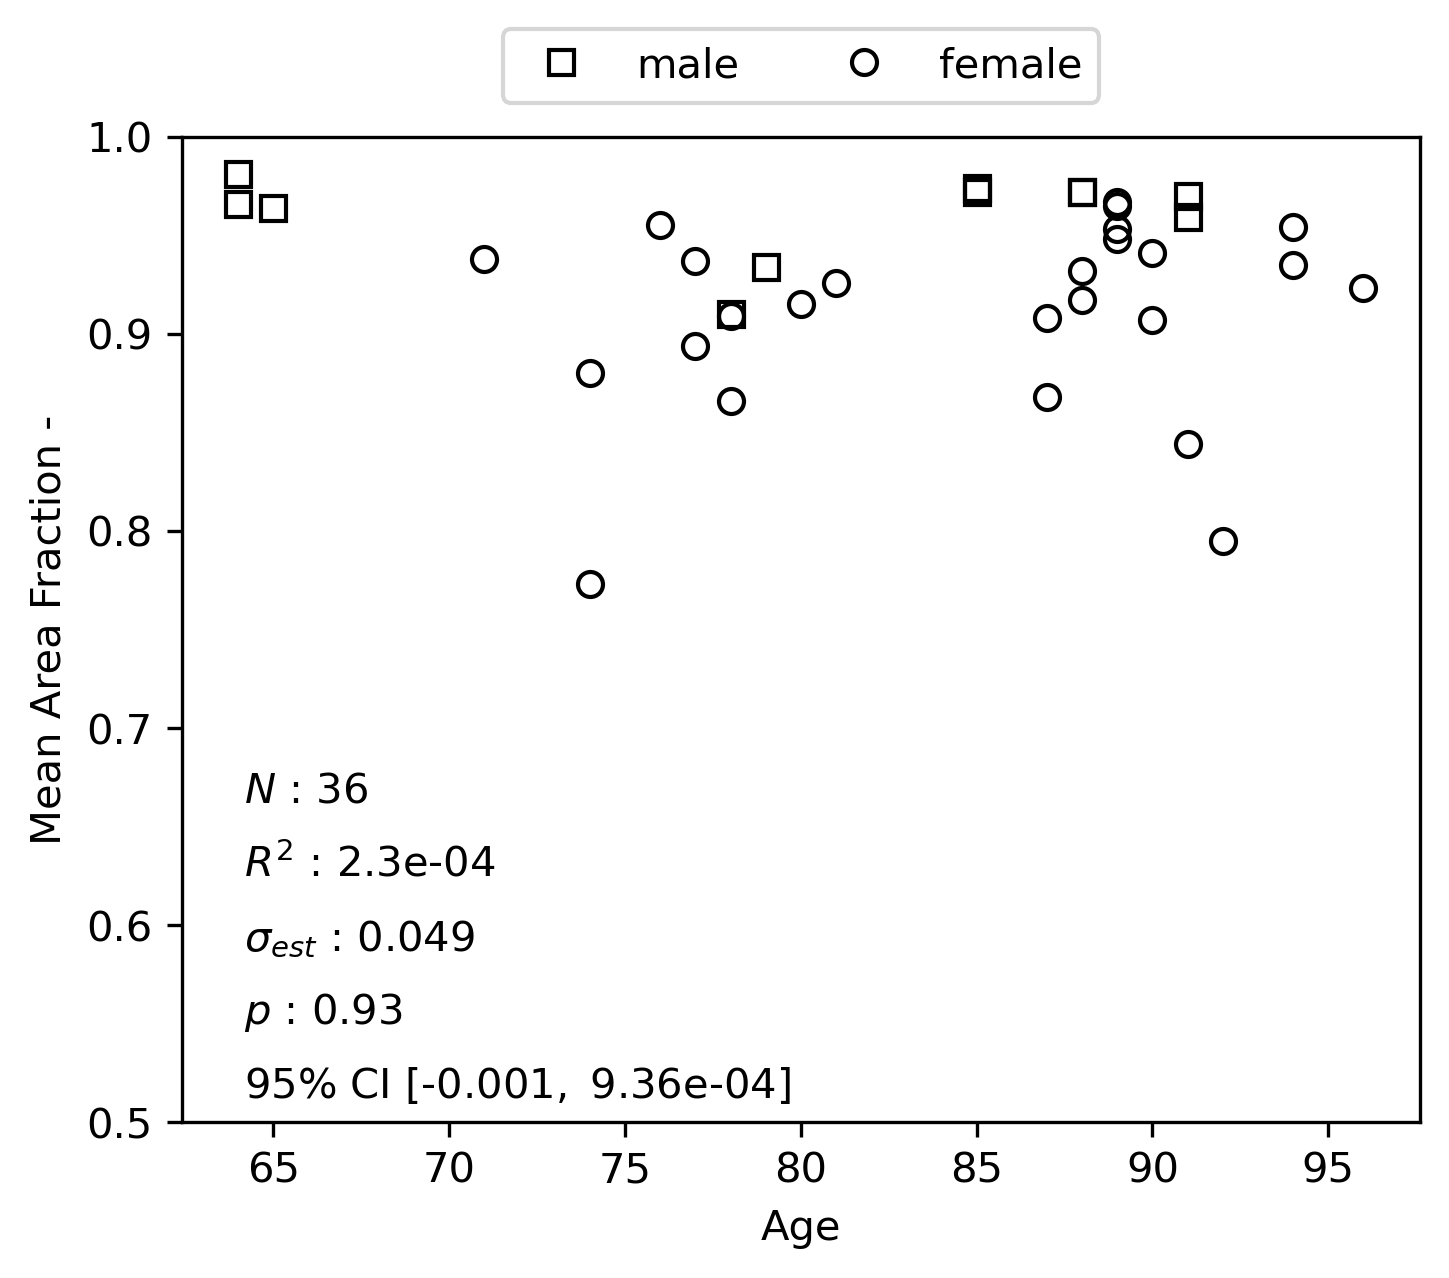 male female
1.0
0.9
0.8
0.7
0.6
0.5
Mean Area Fraction -
N : 36
R² : 2.3e-04
σest : 0.049
p : 0.93
95% CI [-0.001, 9.36e-04]
65 70 75 80 85 90 95
Age